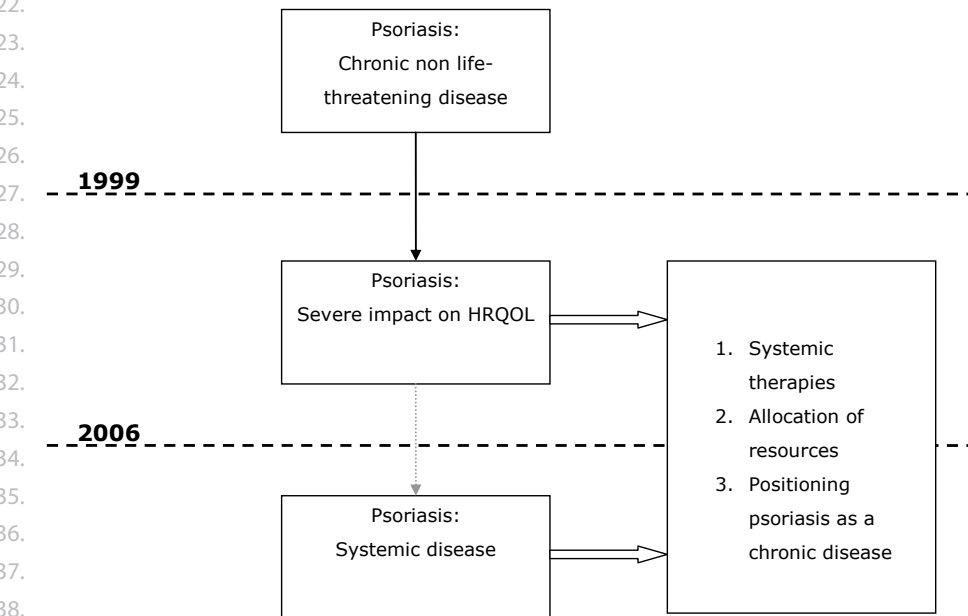 22.
Psoriasis:
23.
Chronic non life-
24.
threatening disease
25.
26.
1999
27.
28.
29.
Psoriasis:
30.
Severe impact on HRQOL
31.
1. Systemic
therapies
32.
2. Allocation of
33.
2006
resources
34.
3. Positioning
35.
Psoriasis:
psoriasis as a
36.
Systemic disease
chronic disease
37.
38.